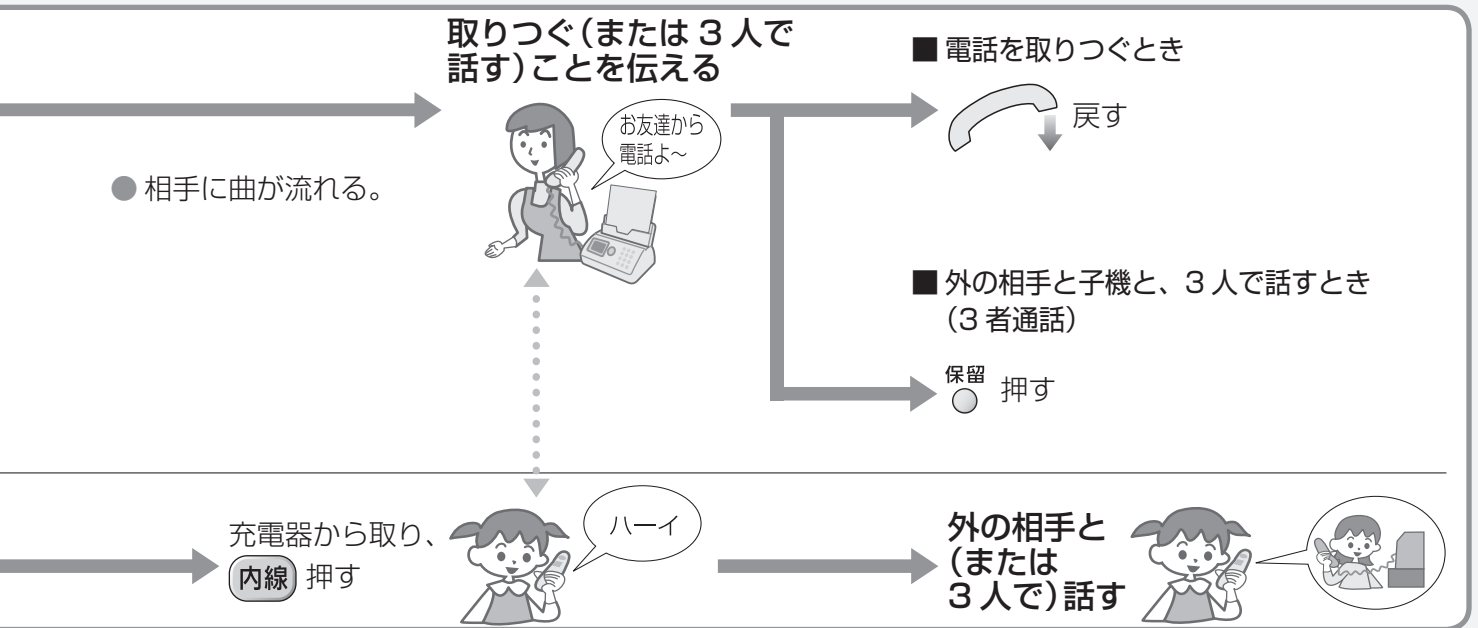 取りつぐ(または 3 人で
話す)ことを伝える
お友達から
電話よ〜
● 相手に曲が流れる。
■ 電話を取りつぐとき
戻す
■ 外の相手と子機と、3 人で話すとき
(3 者通話)
保留
押す
充電器から取り、
内線 押す
ハーイ
外の相手と
(または
3 人で)話す